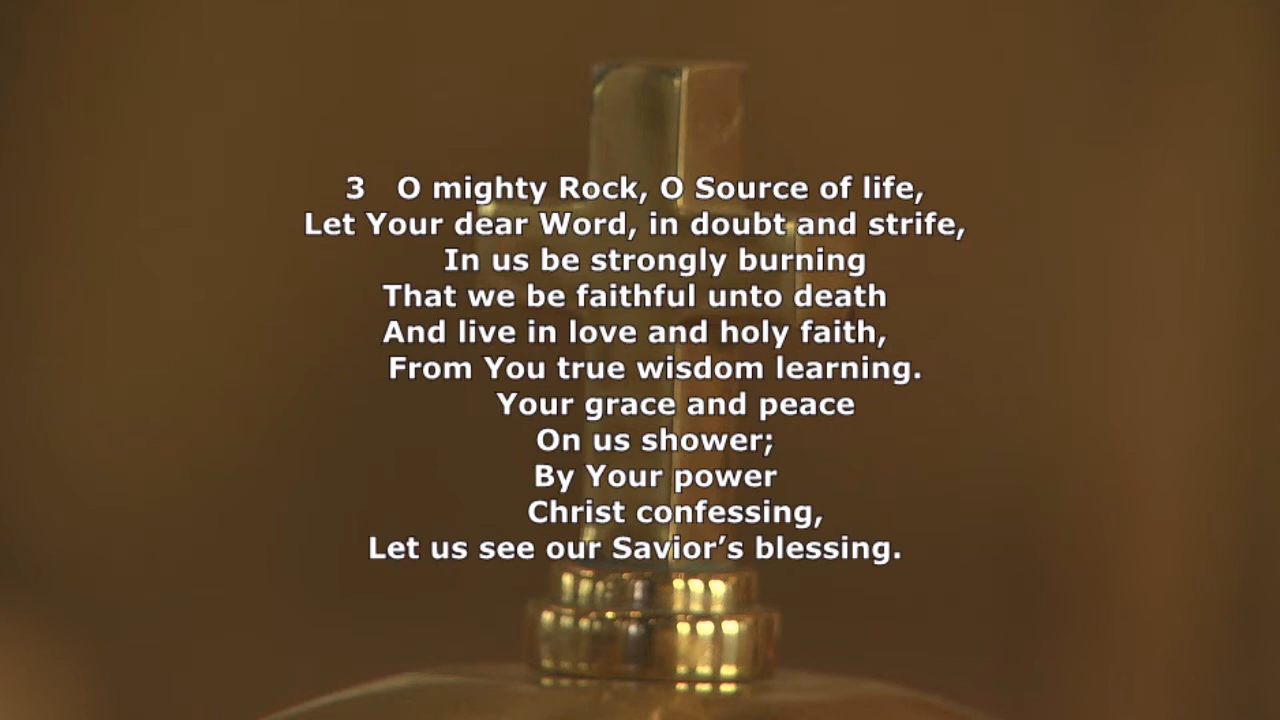 3 O mighty Rock, O Source of life,
Let Your dear Word, in doubt and strife,
In us be strongly burning
That we be faithful unto death
And live in love and holy faith,
From You true wisdom learning.
Your grace and peace
On us shower;
By Your power
Christ confessing,
Let us see our Savior’s blessing.